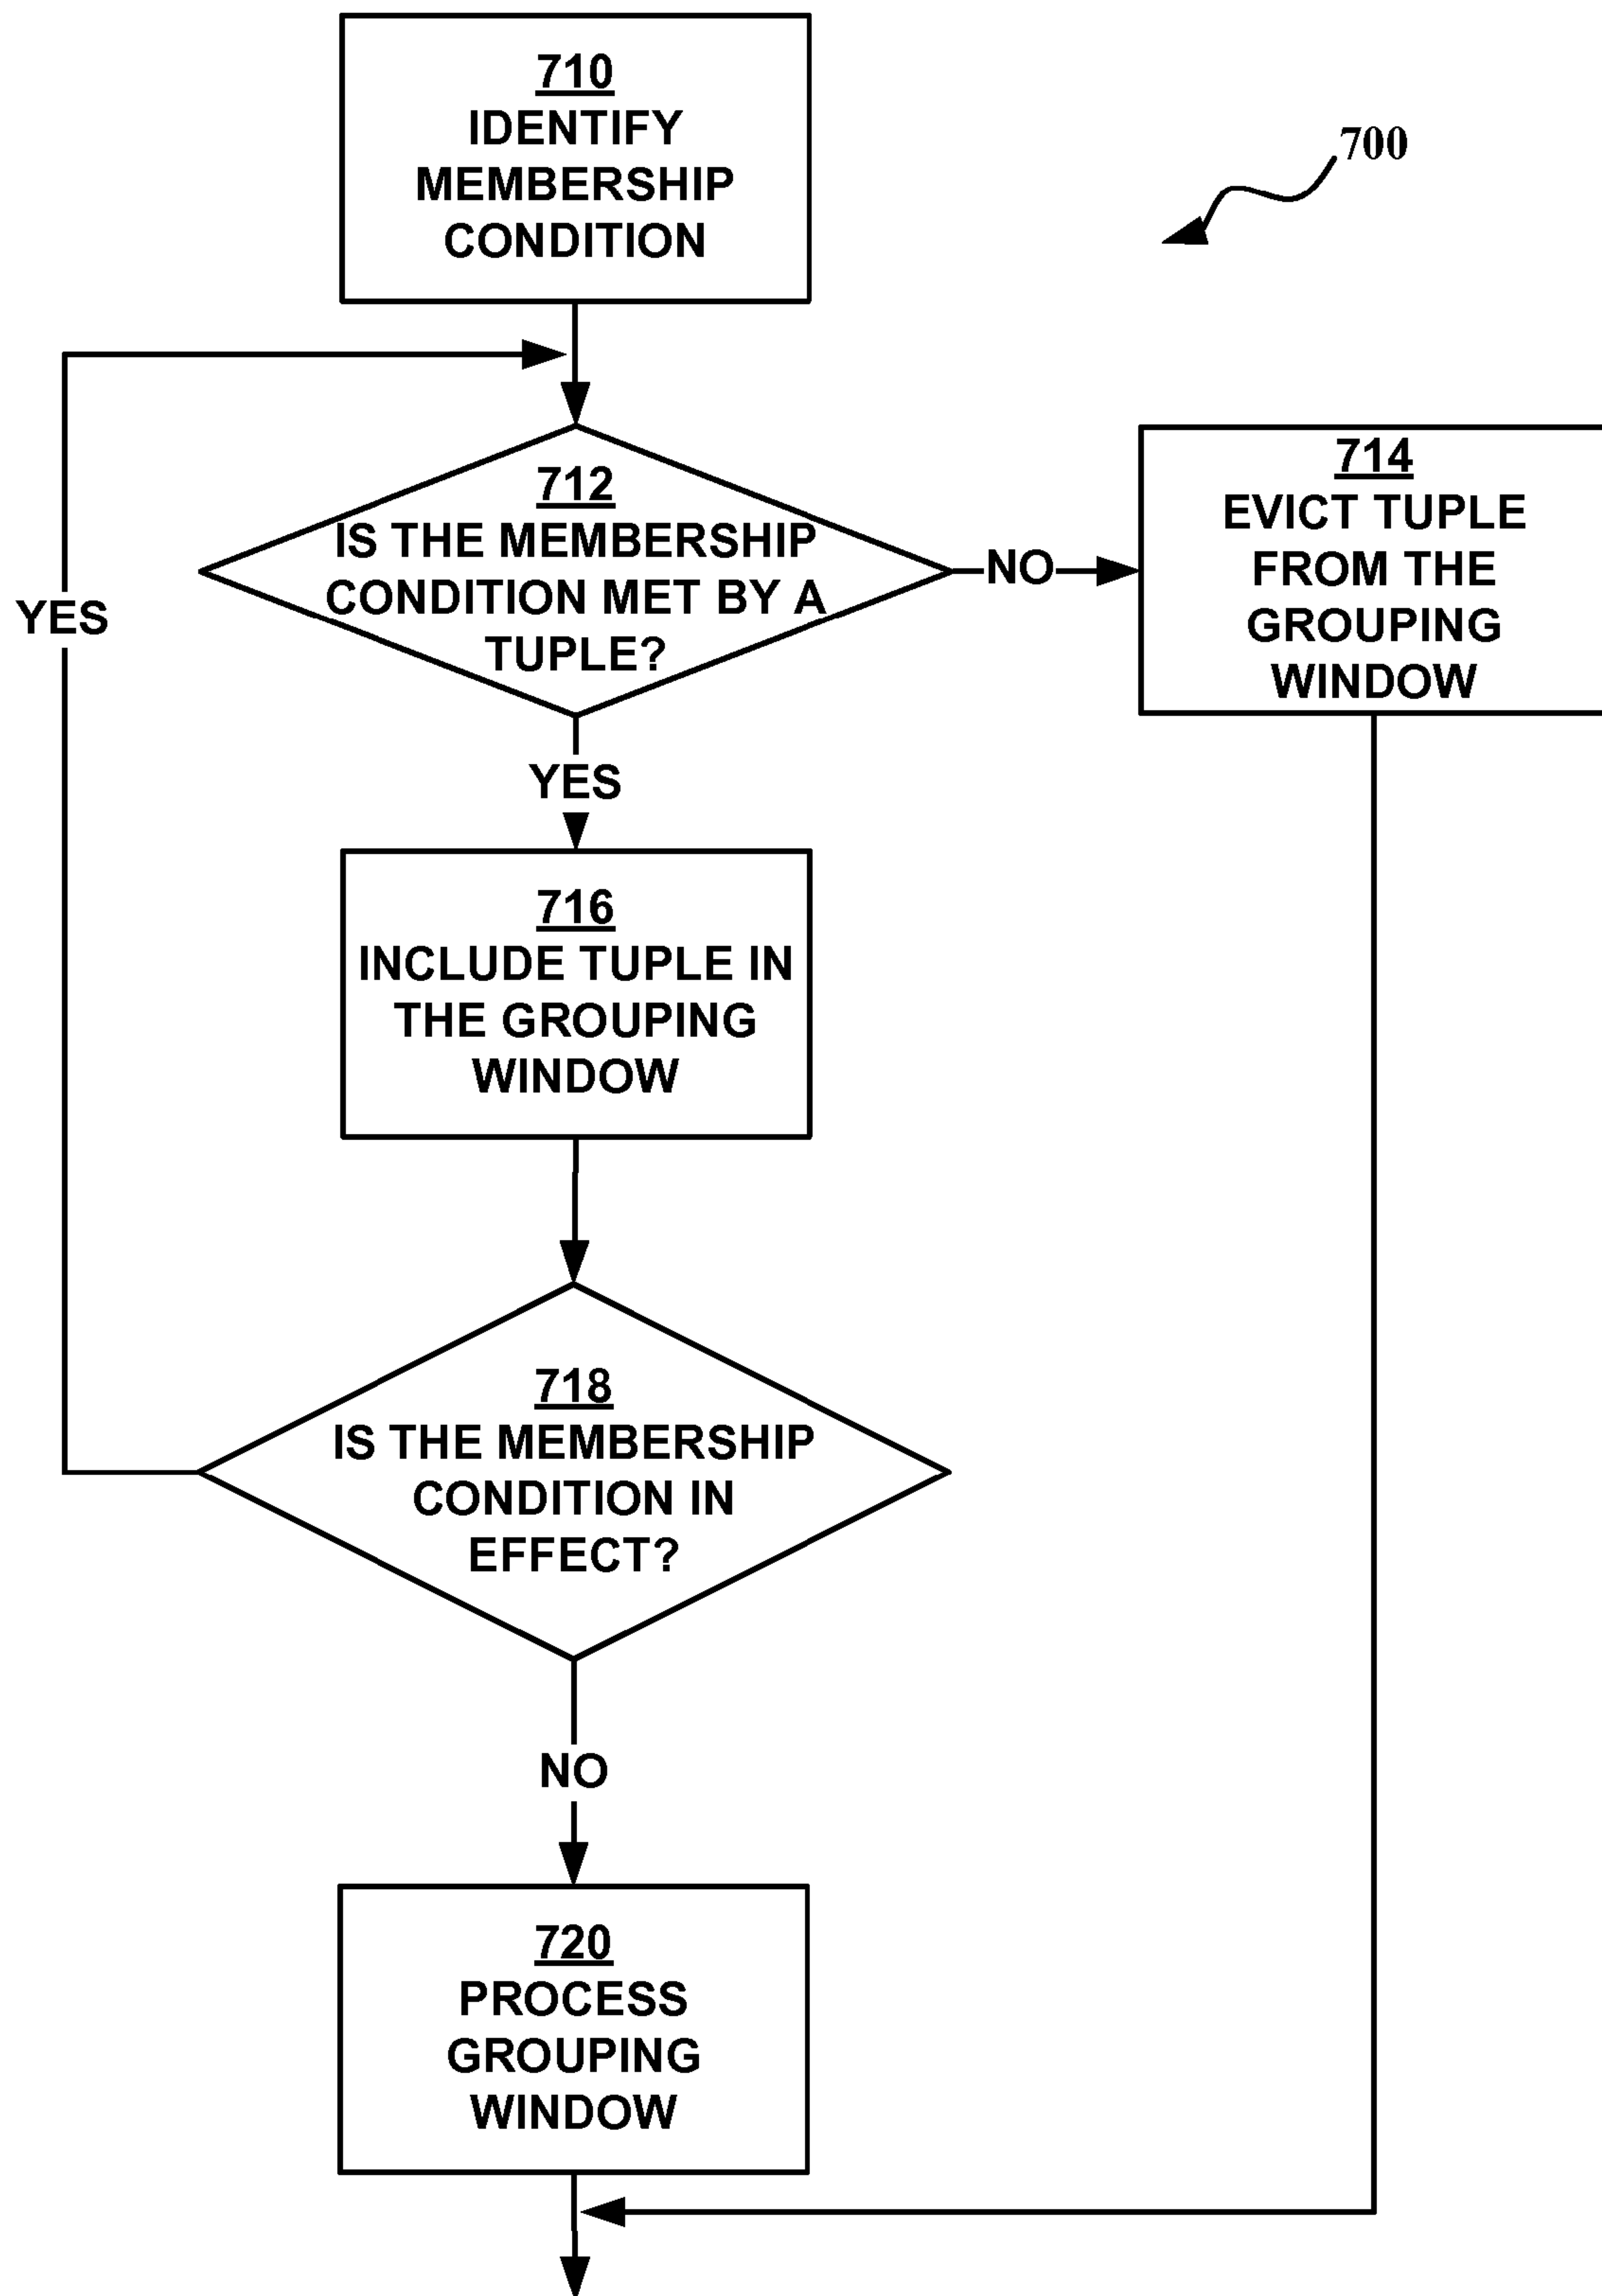 710
IDENTIFY
MEMBERSHIP
CONDITION
700
712
IS THE MEMBERSHIP
CONDITION MET BY A
TUPLE?
NO
714
EVICT TUPLE
FROM THE
GROUPING
WINDOW
YES
YES
716
INCLUDE TUPLE IN
THE GROUPING
WINDOW
718
IS THE MEMBERSHIP
CONDITION IN
EFFECT?
NO
720
PROCESS
GROUPING
WINDOW